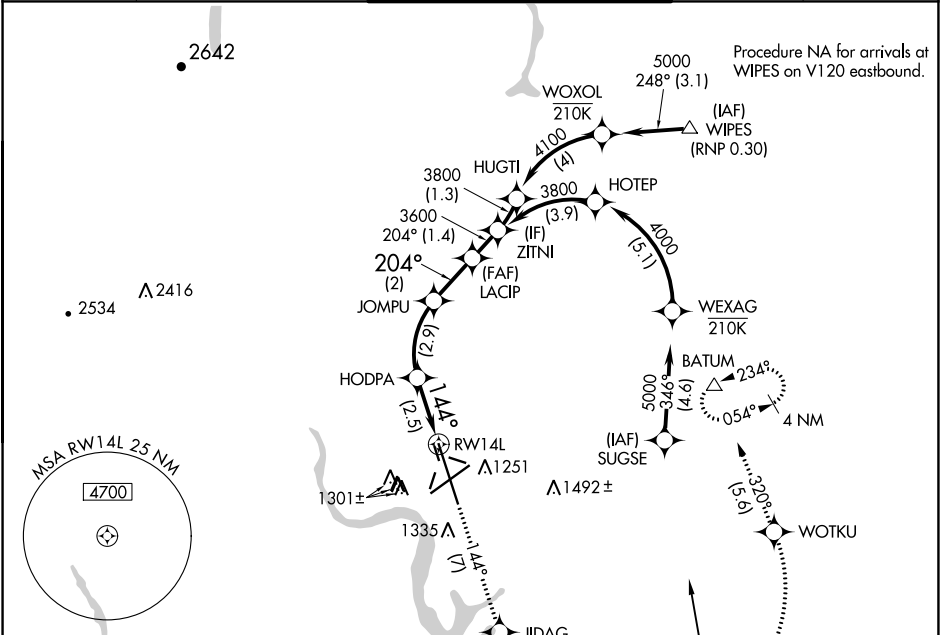 2642
Procedure NA for arrivals at
WIPES on V120 eastbound.
5000
248° (3.1)
WOXOL
210K
(IAF)
WIPES
(RNP 0.30)
4100
(4)
HUGTI
3800
(1.3)
HOTEP
3800
(3.9)
3600
204° (1.4)
(IF)
ZITNI
4000
(5.1)
204°
(2)
(FAF)
LACIP
2416
2534
JOMPU
WEXAG
210K
(2.9)
BATUM
234°
HODPA
5000
346°
(4.6)
054°
4 NM
144°
(2.5)
(IAF)
SUGSE
RW14L
MSA RW14L 25 NM
4700
1251
1301±
1492±
320°
(5.6)
1335
WOTKU
144°
(7)
JIDAG